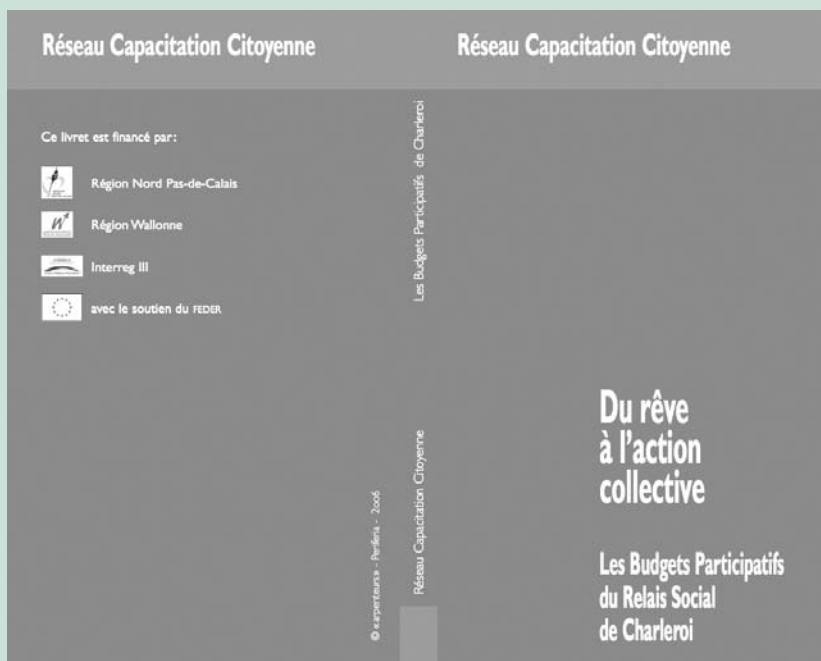 Réseau Capacitation Citoyenne
Ce livret est financé par :
Région Nord Pas-de-Calais
Région Wallonne
Interreg III
avec le soutien du FEDER
© «arpenteurs» - Periferia - 2006
Les Budgets Participatifs de Charleroi
Réseau Capacitation Citoyenne
Réseau Capacitation Citoyenne
Du rêve
à l'action
collective
Les Budgets Participatifs
du Relais Social
de Charleroi